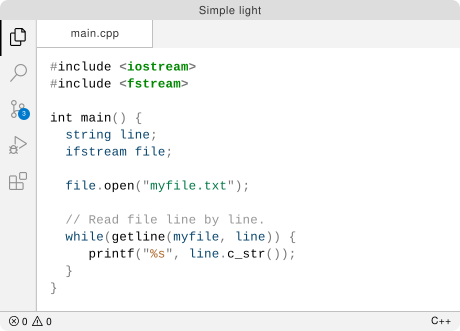 Simple light
main.cpp
#include <iostream>
#include <fstream>
int main() {
string line;
ifstream file;
file.open("myfile.txt");
// Read file line by line.
while(getline(myfile, line)) {
printf("%s", line.c_str());
}
}
3
0 0
C++